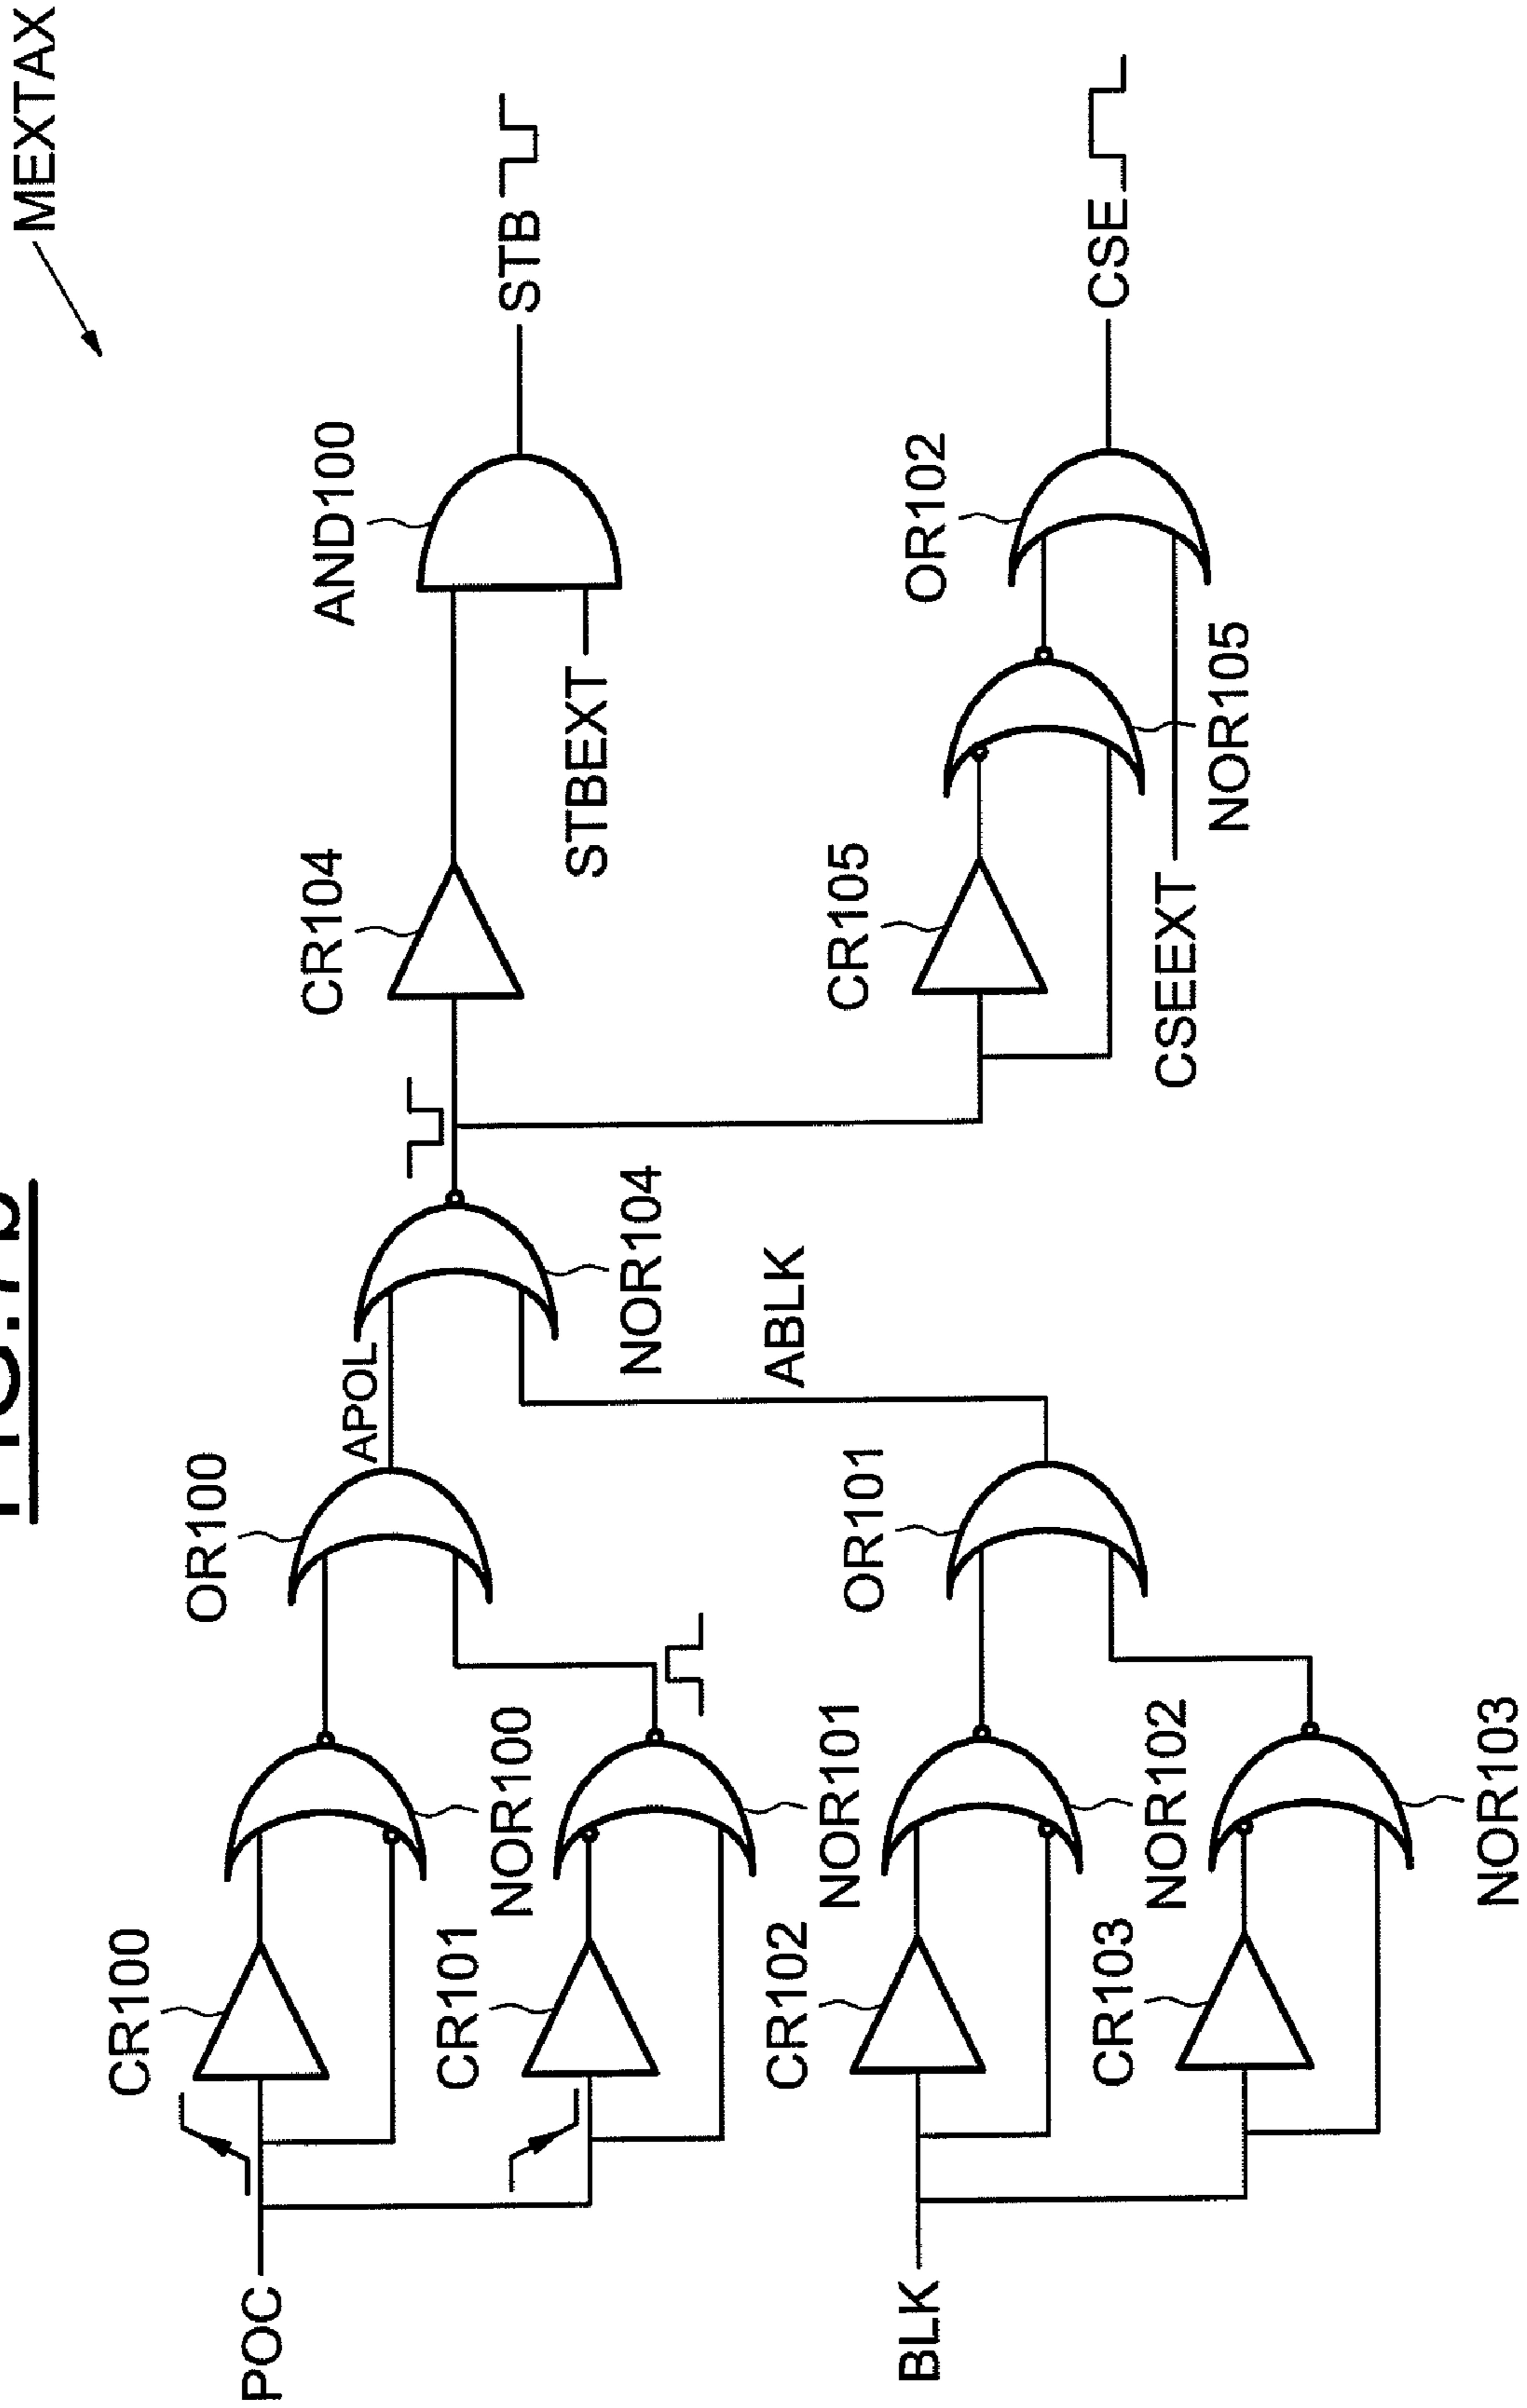 MEXTAX
CR100
NOR100
OR100
APOL
CR104
AND100
STB
POC
CR101
NOR101
NOR104
STBEXT
ABLK
CR102
NOR102
OR101
CR105
OR102
CSE
BLK
CR103
NOR103
CSEEXT
NOR105